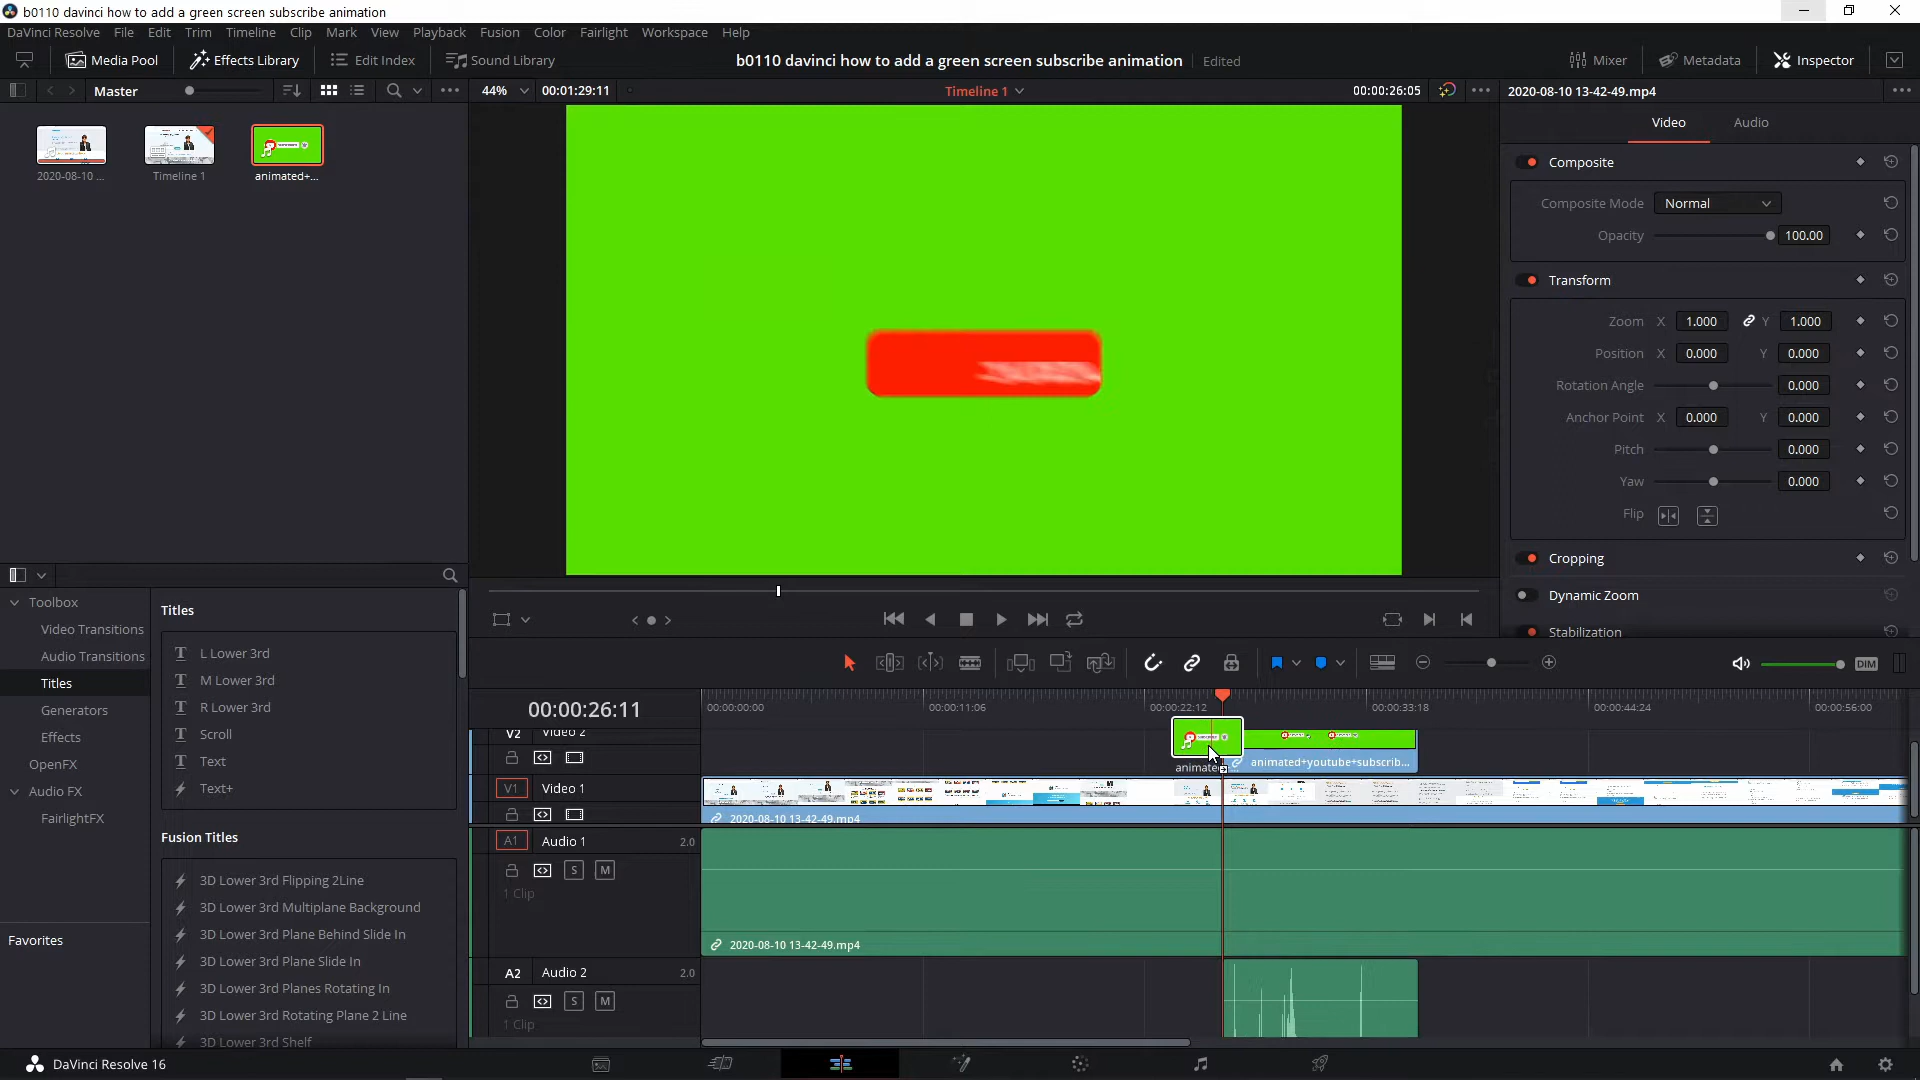 b0110 davinci how to add a green screen subscribe animation
DaVinci Resolve File Edit Trim Timeline Clip Mark View Playback Fusion Color Fairlight Workspace Help
Media Pool Effects Library Edit Index Sound Library b0110 davinci how to add a green screen subscribe animation Edited Mixer Metadata Inspector
Master 44% 00:01:29:11 Timeline 1 00:00:26:05 2020-08-10 13-42-49.mp4
Video Audio
2020-08-10 ... Timeline 1 animated+...
Composite
Composite Mode Normal
Opacity 100.00
Transform
Zoom X 1.000 Y 1.000
Position X 0.000 Y 0.000
Rotation Angle 0.000
Anchor Point X 0.000 Y 0.000
Pitch 0.000
Yaw 0.000
Flip
Cropping
Dynamic Zoom
Stabilization
Toolbox
Video Transitions
Audio Transitions
Titles
Generators
Effects
OpenFX
Audio FX
FairlightFX
Favorites
Titles
L Lower 3rd
M Lower 3rd
R Lower 3rd
Scroll
Text
Text+
Fusion Titles
3D Lower 3rd Flipping 2Line
3D Lower 3rd Multiplane Background
3D Lower 3rd Plane Behind Slide In
3D Lower 3rd Plane Slide In
3D Lower 3rd Planes Rotating In
3D Lower 3rd Rotating Plane 2 Line
3D Lower 3rd Shelf
DIM
00:00:26:11 00:00:00:00 00:00:11:06 00:00:22:12 00:00:33:18 00:00:44:24 00:00:56:00
V2 Video 2
animated+youtube+subscrib...
V1 Video 1
2020-08-10 13-42-49.mp4
A1 Audio 1 2.0
S M
1 Clip
2020-08-10 13-42-49.mp4
A2 Audio 2 2.0
S M
1 Clip
DaVinci Resolve 16